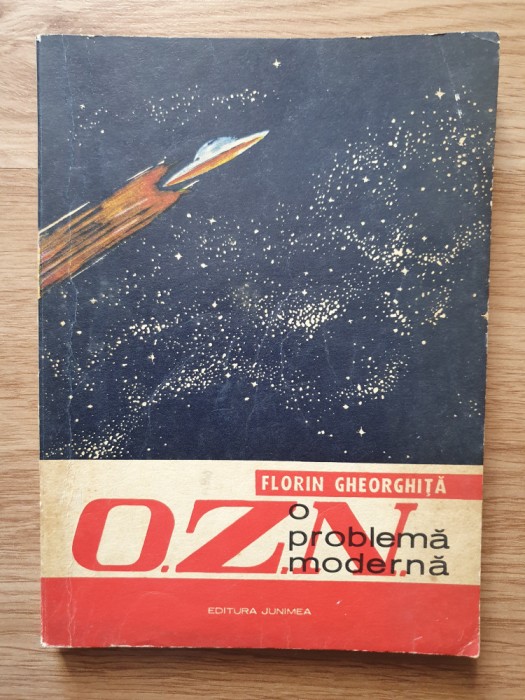 FLORIN GHEORGHIȚĂ
O.Z.N.
o
problemă
modernă
EDITURA JUNIMEA